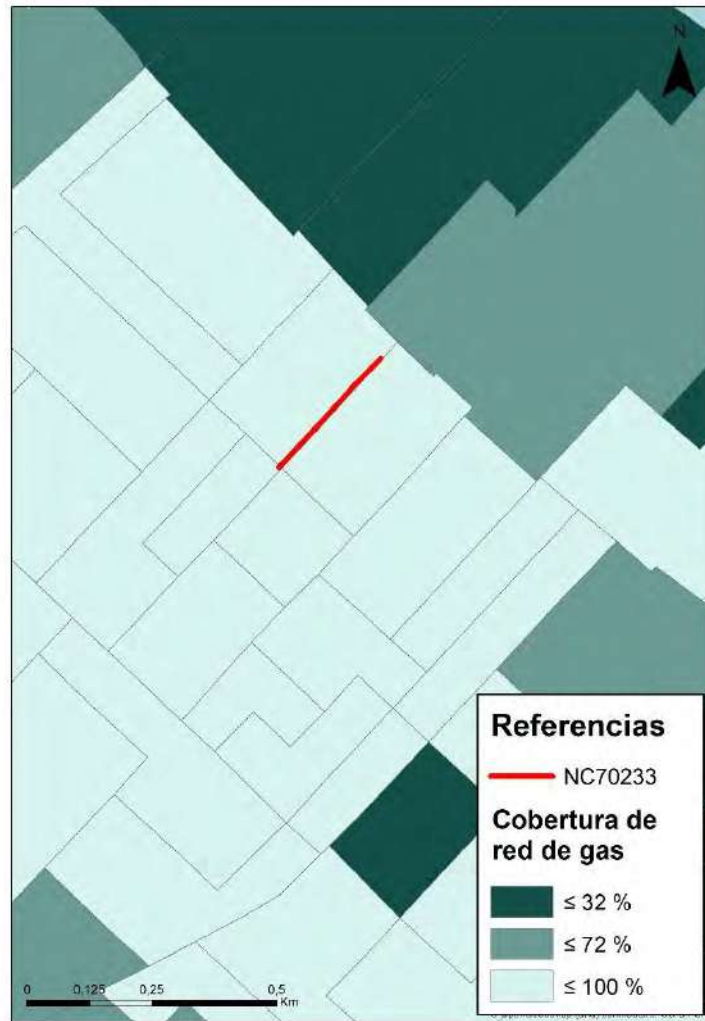 N
Referencias
NC70233
Cobertura de
red de gas
≤ 32 %
≤ 72 %
≤ 100 %
0 0,125 0,25 0,5
Km